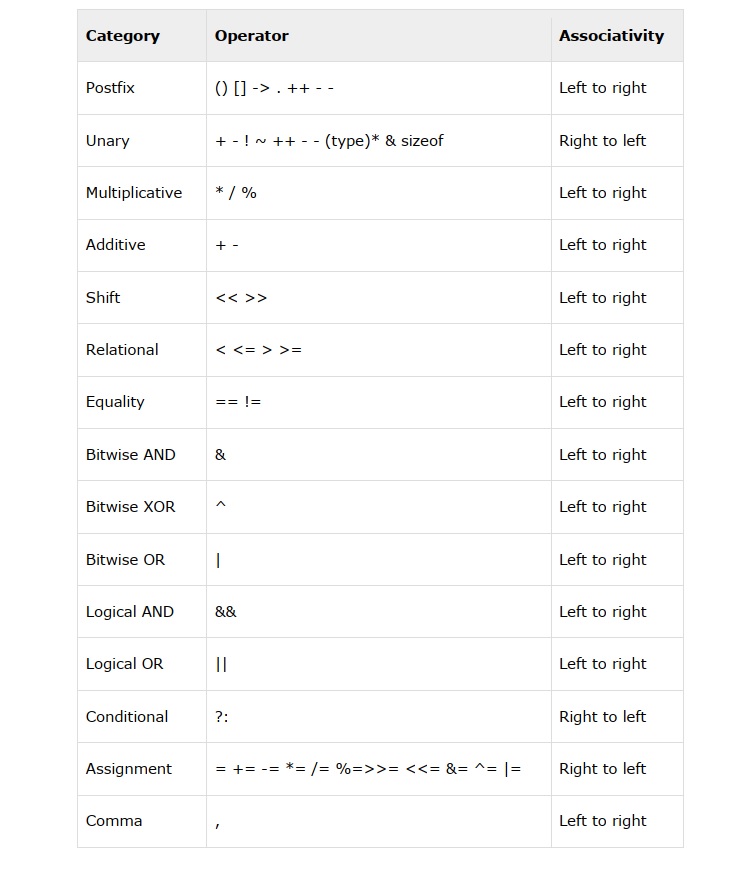 Category Operator Associativity
Postfix () [] -> . ++ - - Left to right
Unary + - ! ~ ++ - - (type)* & sizeof Right to left
Multiplicative * / % Left to right
Additive + - Left to right
Shift << >> Left to right
Relational < <= > >= Left to right
Equality == != Left to right
Bitwise AND & Left to right
Bitwise XOR ^ Left to right
Bitwise OR | Left to right
Logical AND && Left to right
Logical OR || Left to right
Conditional ?: Right to left
Assignment = += -= *= /= %=>>= <<= &= ^= |= Right to left
Comma , Left to right